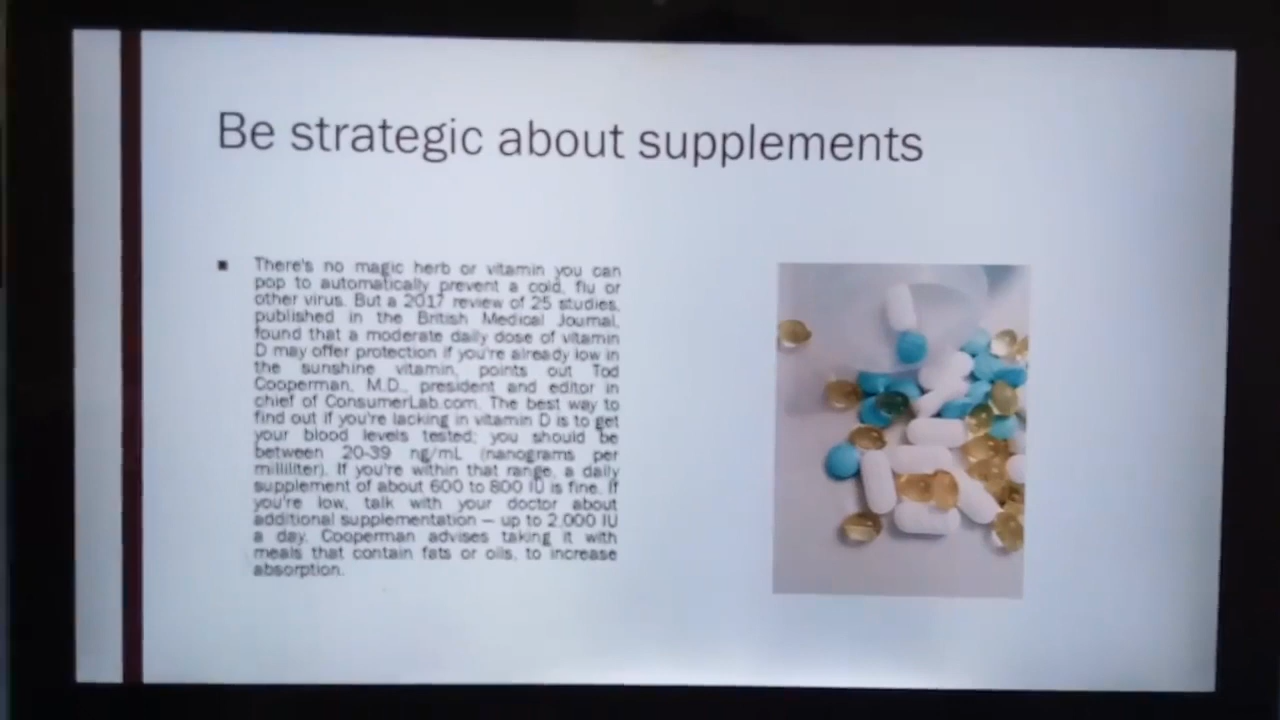 Be strategic about supplements
▪ There's no magic herb or vitamin you can
pop to automatically prevent a cold, flu or
other virus. But a 2017 review of 25 studies,
published in the British Medical Journal,
found that a moderate daily dose of vitamin
D may offer protection if you're already low in
the sunshine vitamin, points out Tod
Cooperman, M.D., president and editor in
chief of ConsumerLab.com. The best way to
find out if you're lacking in vitamin D is to get
your blood levels tested; you should be
between 20-39 ng/mL (nanograms per
milliliter). If you're within that range, a daily
supplement of about 600 to 800 IU is fine. If
you're low, talk with your doctor about
additional supplementation — up to 2,000 IU
a day. Cooperman advises taking it with
meals that contain fats or oils, to increase
absorption.